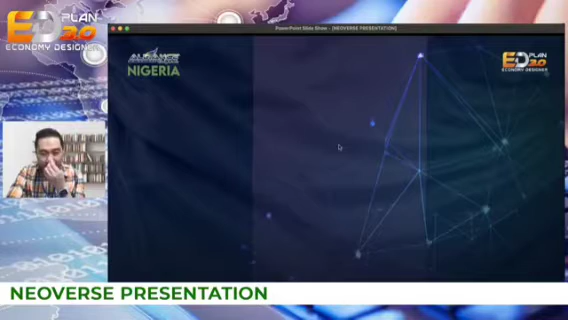 ED PLAN 3.0
ECONOMY DESIGNER
PowerPoint Slide Show - [NEOVERSE PRESENTATION]
ALLIANCE
NIGERIA
ED PLAN 3.0
ECONOMY DESIGNER
NEOVERSE PRESENTATION